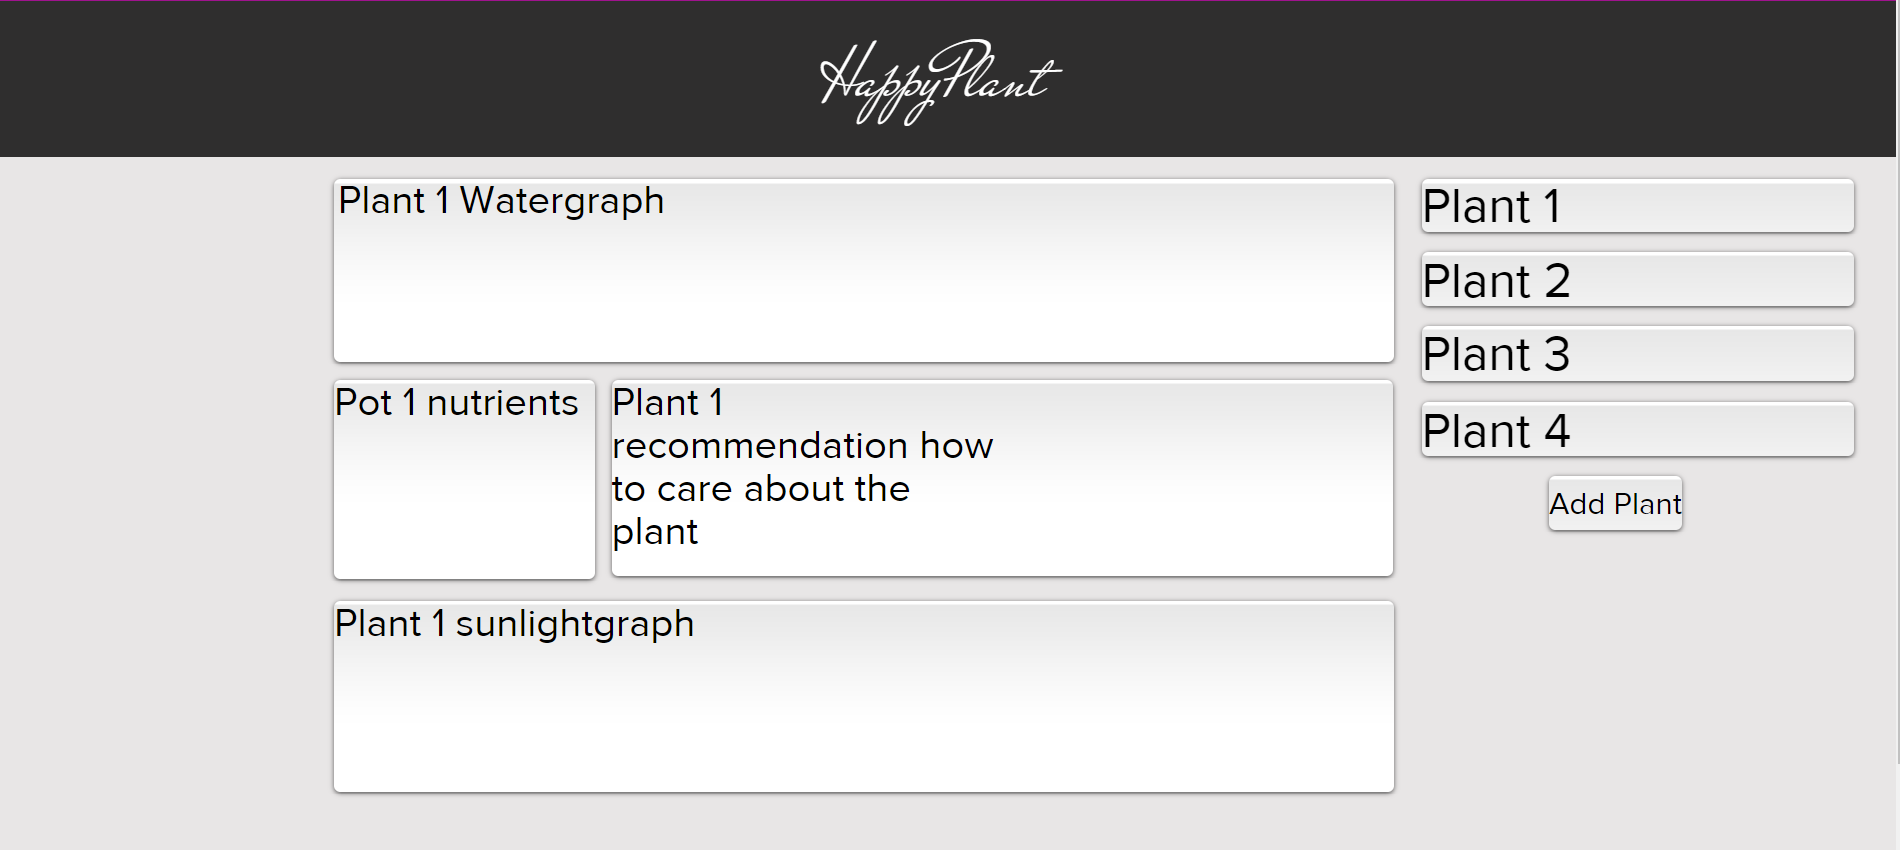 HappyPlant
Plant 1 Watergraph
Pot 1 nutrients
Plant 1
recommendation how
to care about the
plant
Plant 1 sunlightgraph
Plant 1
Plant 2
Plant 3
Plant 4
Add Plant